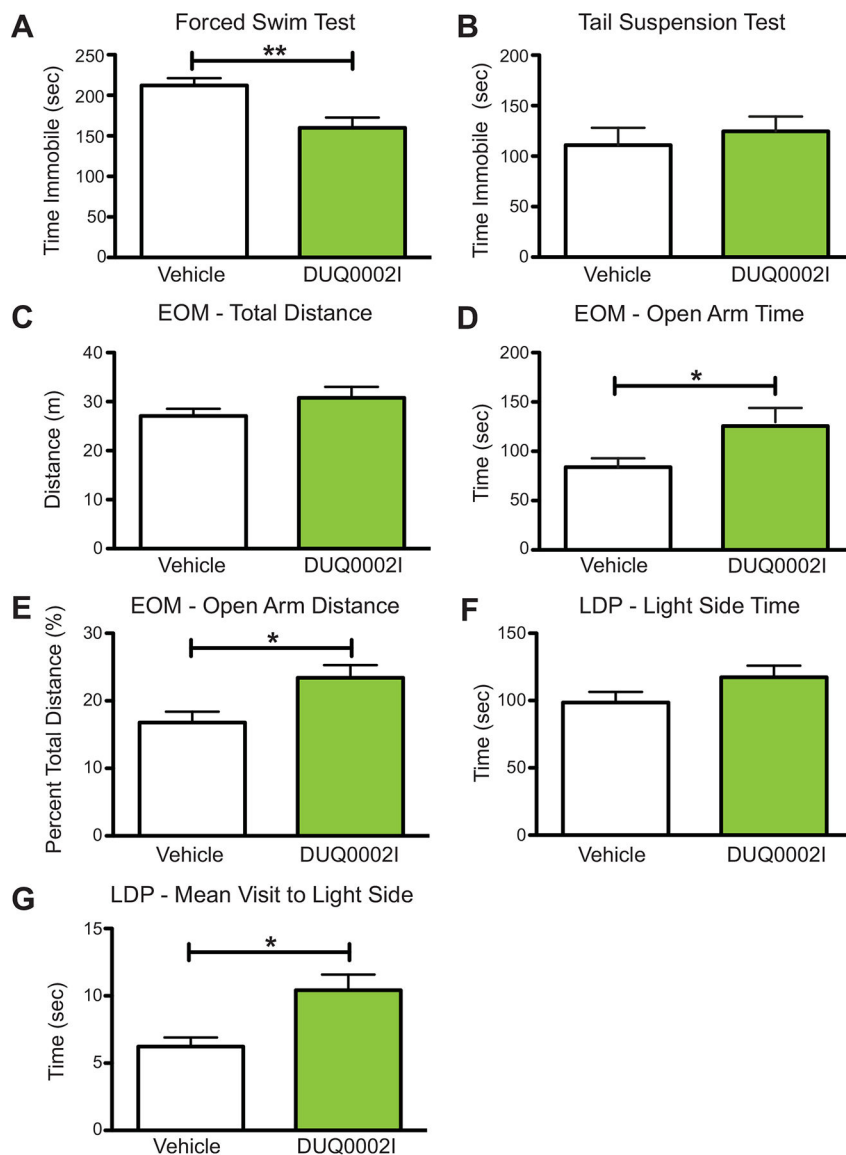 A Forced Swim Test
Time Immobile (sec)
250
200
150
100
50
0
**
Vehicle DUQ0002I
B Tail Suspension Test
Time Immobile (sec)
200
150
100
50
0
Vehicle DUQ0002I
C EOM - Total Distance
Distance (m)
40
30
20
10
0
Vehicle DUQ0002I
D EOM - Open Arm Time
Time (sec)
200
150
100
50
0
*
Vehicle DUQ0002I
E EOM - Open Arm Distance
Percent Total Distance (%)
30
20
10
0
*
Vehicle DUQ0002I
F LDP - Light Side Time
Time (sec)
150
100
50
0
Vehicle DUQ0002I
G LDP - Mean Visit to Light Side
Time (sec)
15
10
5
0
*
Vehicle DUQ0002I